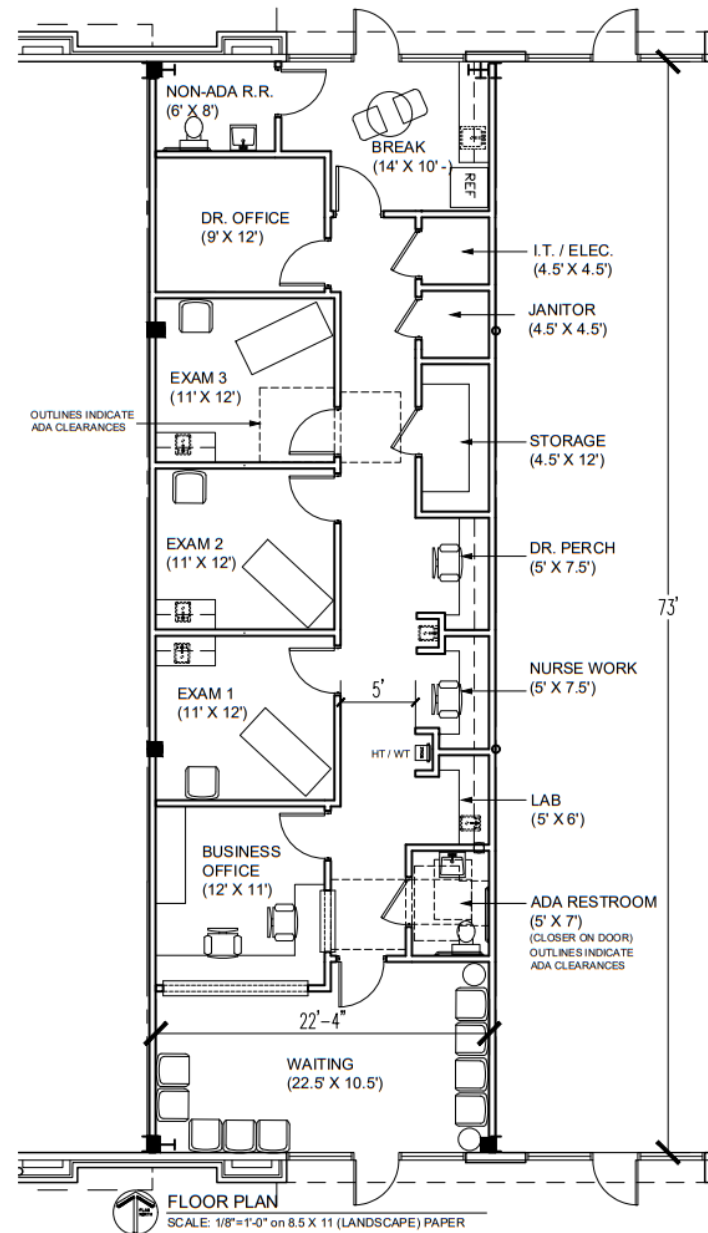 NON-ADA R.R.
(6' X 8')
BREAK
(14' X 10'-)
REF
DR. OFFICE
(9' X 12')
I.T. / ELEC.
(4.5' X 4.5')
JANITOR
(4.5' X 4.5')
EXAM 3
(11' X 12')
OUTLINES INDICATE
ADA CLEARANCES
STORAGE
(4.5' X 12')
EXAM 2
(11' X 12')
DR. PERCH
(5' X 7.5')
73'
EXAM 1
(11' X 12')
5'
NURSE WORK
(5' X 7.5')
HT / WT
LAB
(5' X 6')
BUSINESS
OFFICE
(12' X 11')
ADA RESTROOM
(5' X 7')
(CLOSER ON DOOR)
OUTLINES INDICATE
ADA CLEARANCES
22'-4"
WAITING
(22.5' X 10.5')
FLOOR PLAN
SCALE: 1/8"=1'-0" on 8.5 X 11 (LANDSCAPE) PAPER